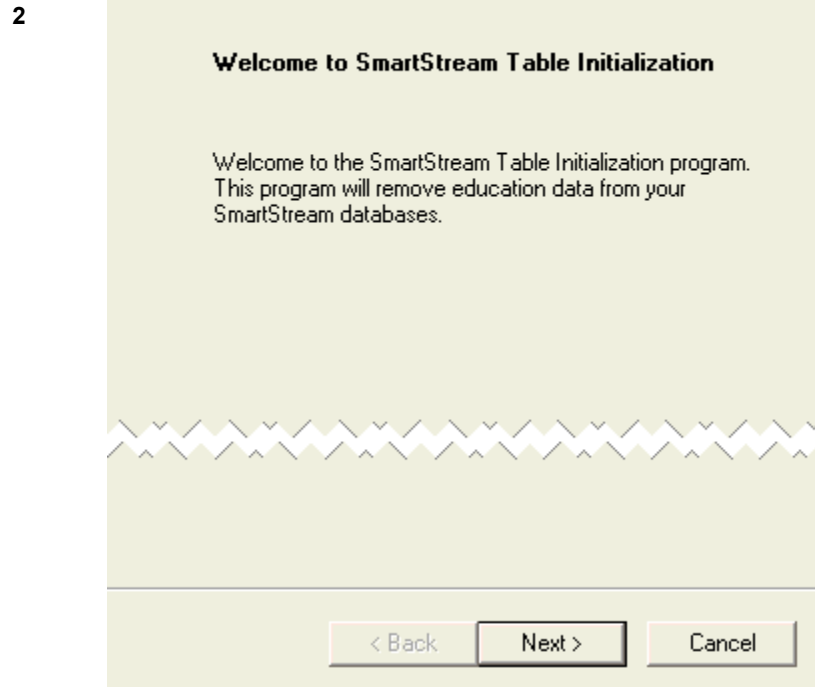 2
Welcome to SmartStream Table Initialization
Welcome to the SmartStream Table Initialization program.
This program will remove education data from your
SmartStream databases.
< Back Next > Cancel